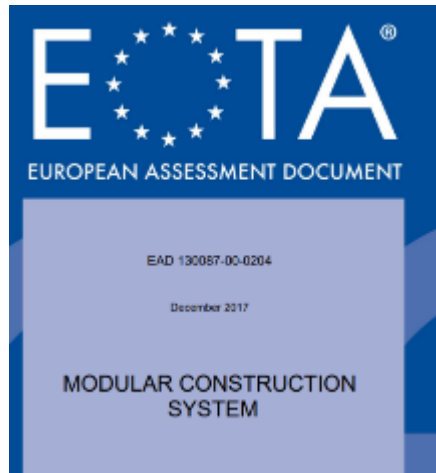 EOTA®
EUROPEAN ASSESSMENT DOCUMENT
EAD 130087-00-0204
December 2017
MODULAR CONSTRUCTION
SYSTEM